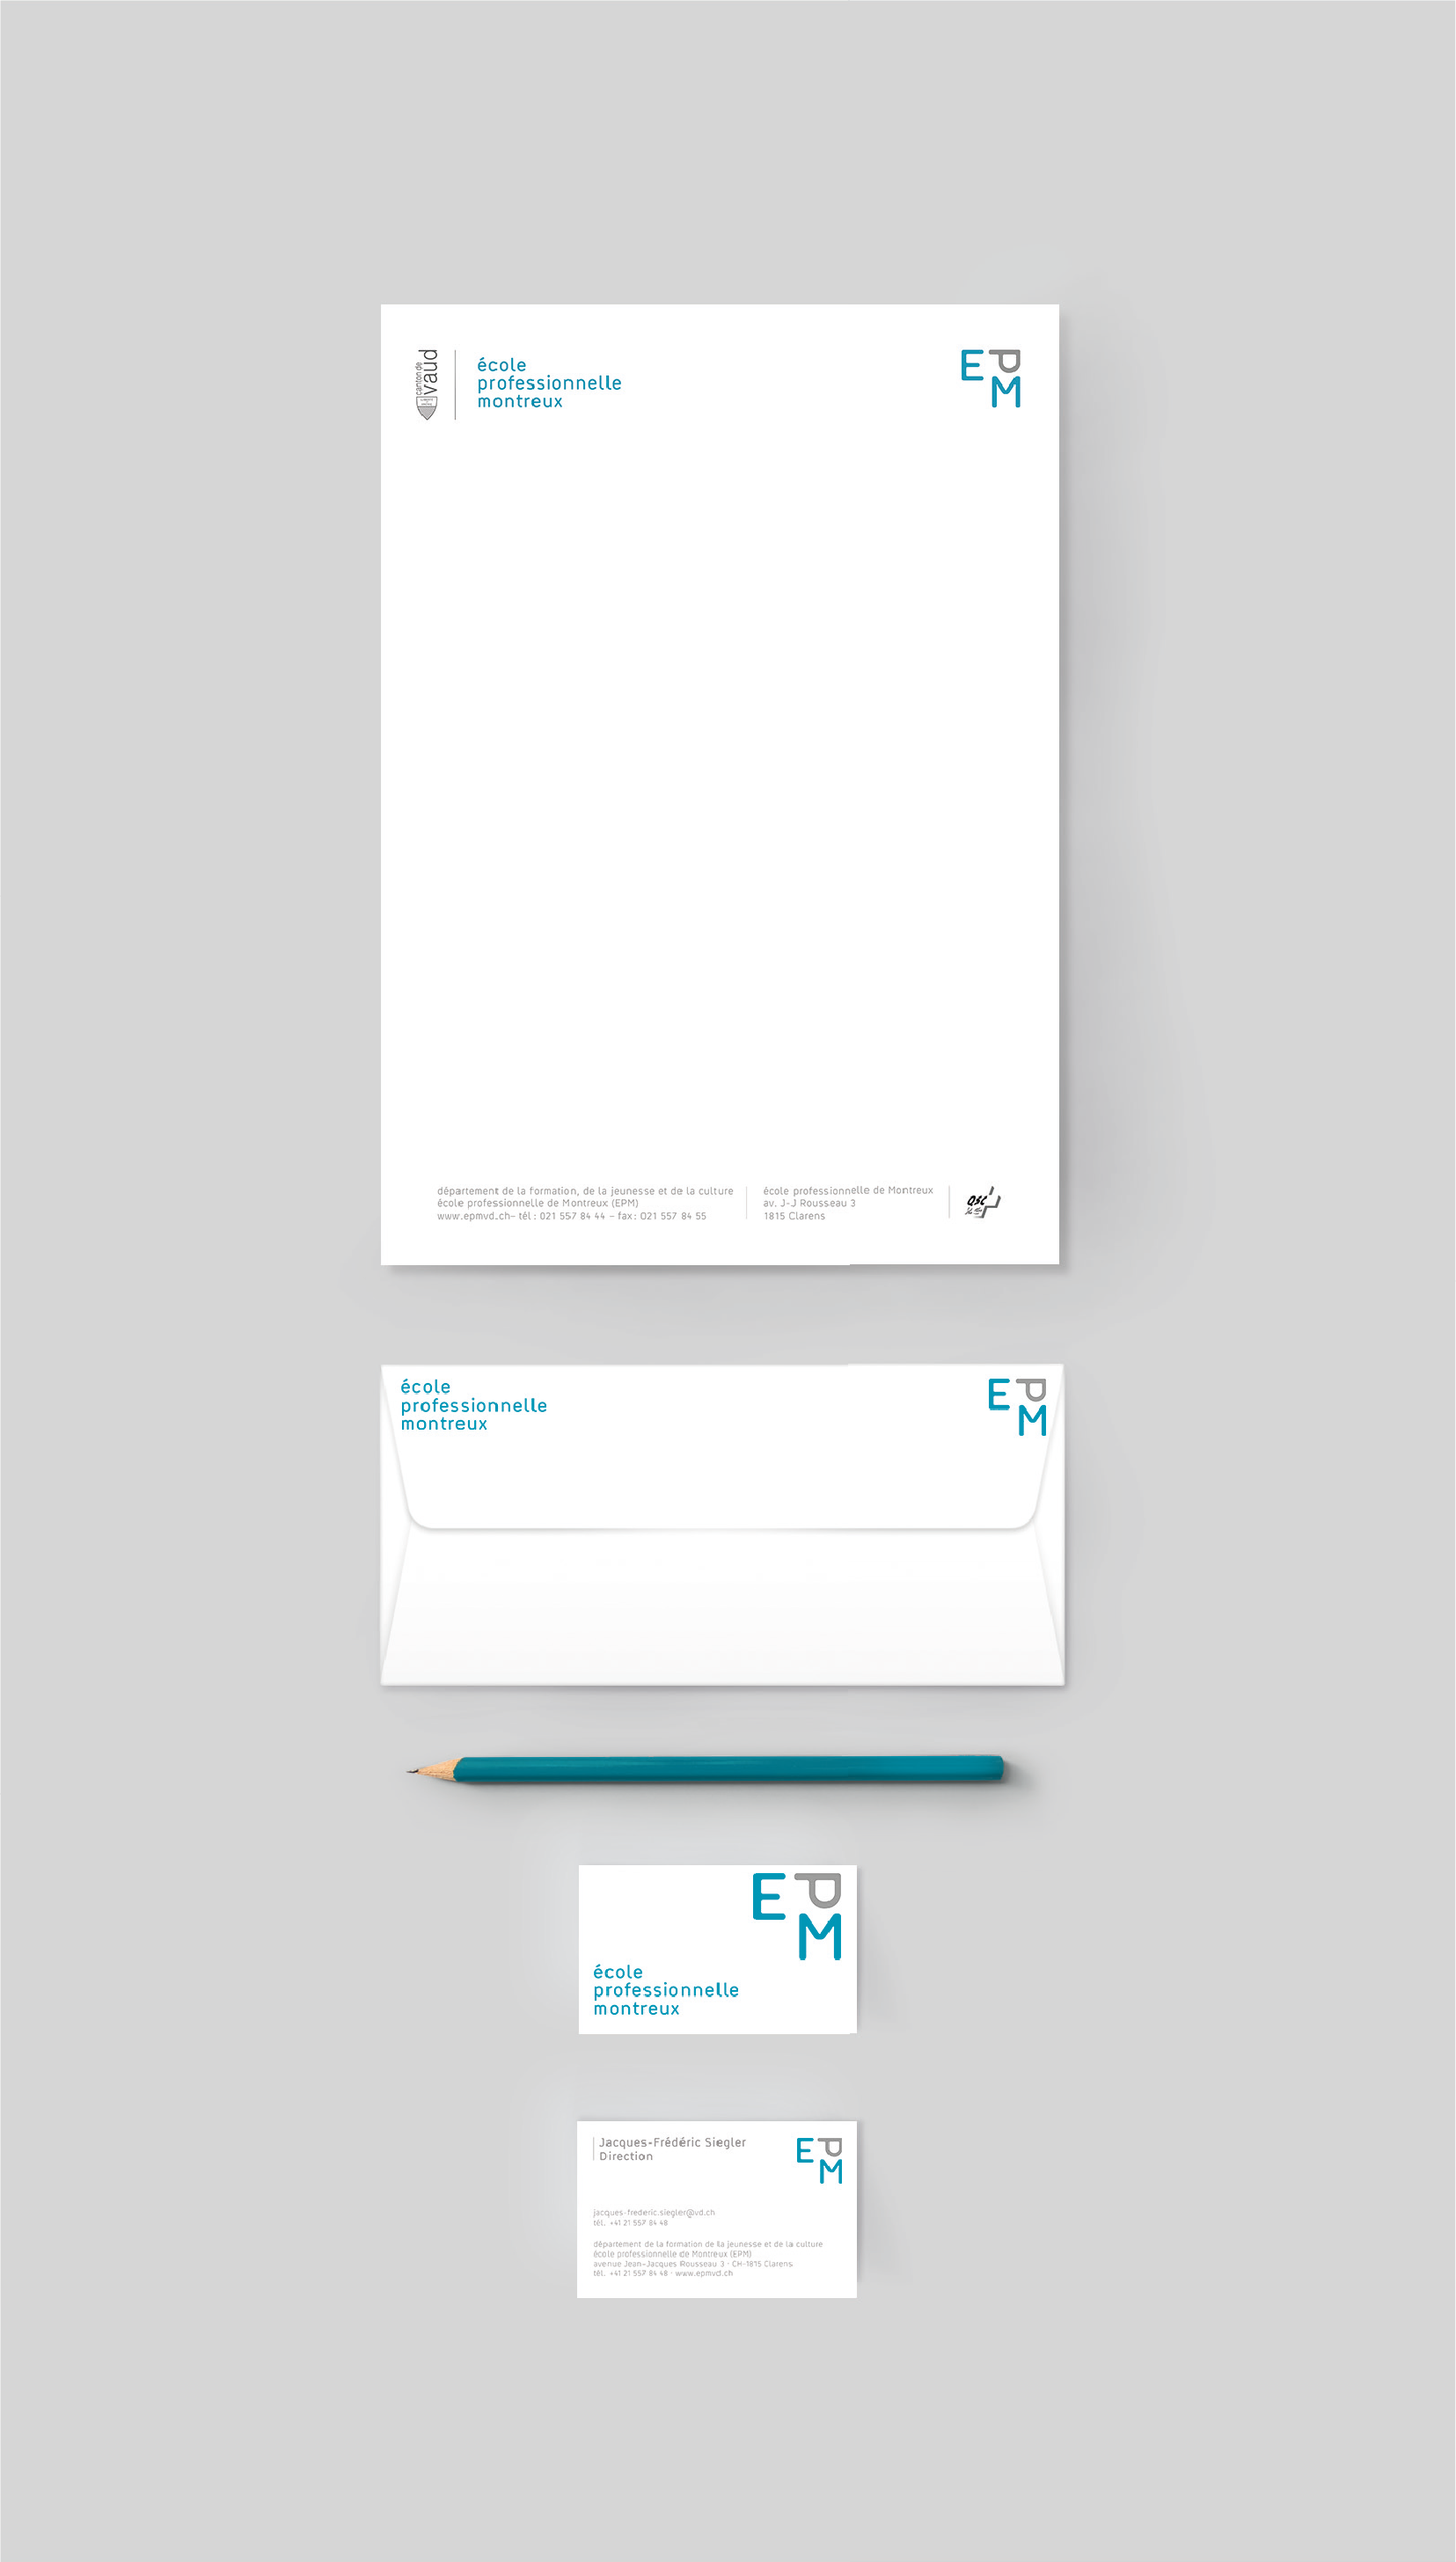 canton de
vaud
école
professionnelle
montreux
EPM
département de la formation, de la jeunesse et de la culture
école professionnelle de Montreux (EPM)
www.epmvd.ch– tél : 021 557 84 44 – fax : 021 557 84 55
école professionnelle de Montreux
av. J-J Rousseau 3
1815 Clarens
QSC
école
professionnelle
montreux
EPM
EPM
école
professionnelle
montreux
Jacques-Frédéric Siegler
Direction
EPM
jacques-frederic.siegler@vd.ch
tél. +41 21 557 84 48
département de la formation de la jeunesse et de la culture
école professionnelle de Montreux (EPM)
avenue Jean-Jacques Rousseau 3 · CH-1815 Clarens
tél. +41 21 557 84 48 · www.epmvd.ch